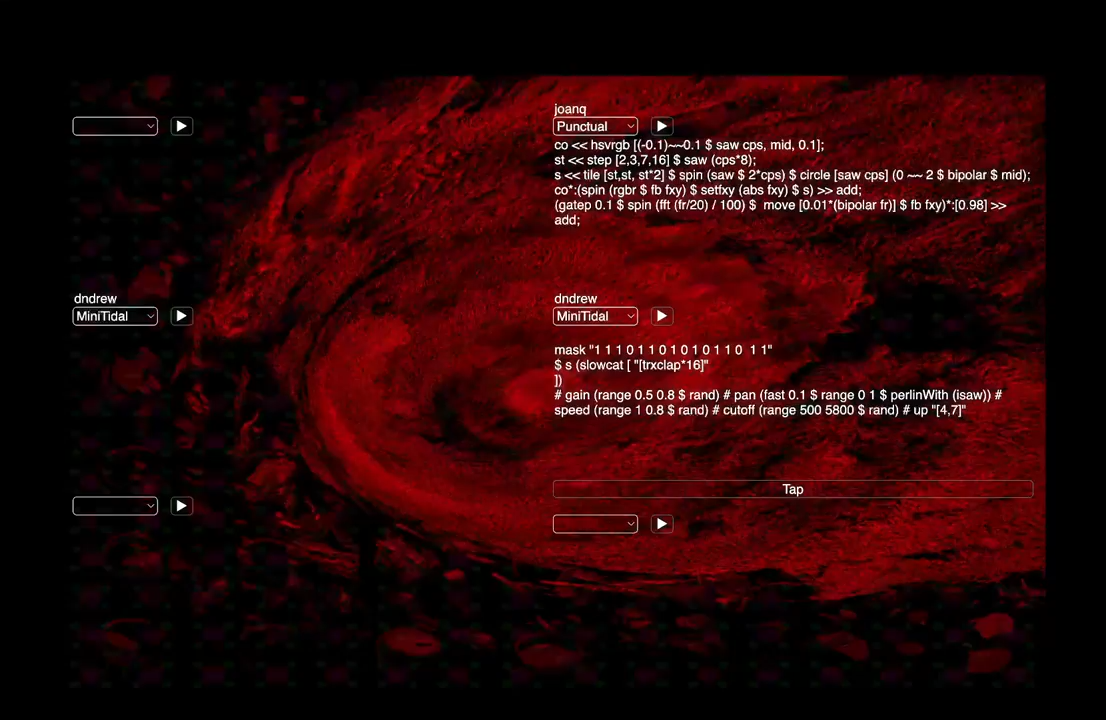 joanq
Punctual
co << hsvrgb [(-0.1)~~0.1 $ saw cps, mid, 0.1];
st << step [2,3,7,16] $ saw (cps*8);
s << tile [st,st, st*2] $ spin (saw $ 2*cps) $ circle [saw cps] (0 ~~ 2 $ bipolar $ mid);
co*:(spin (rgbr $ fb fxy) $ setfxy (abs fxy) $ s) >> add;
(gatep 0.1 $ spin (fft (fr/20) / 100) $  move [0.01*(bipolar fr)] $ fb fxy)*:[0.98] >>
add;
dndrew
MiniTidal
dndrew
MiniTidal
mask "1 1 1 0 1 1 0 1 0 1 0 1 0 1 1 0  1 1"
$ s (slowcat [ "[trxclap*16]"
])
# gain (range 0.5 0.8 $ rand) # pan (fast 0.1 $ range 0 1 $ perlinWith (isaw)) #
speed (range 1 0.8 $ rand) # cutoff (range 500 5800 $ rand) # up "[4,7]"
Tap